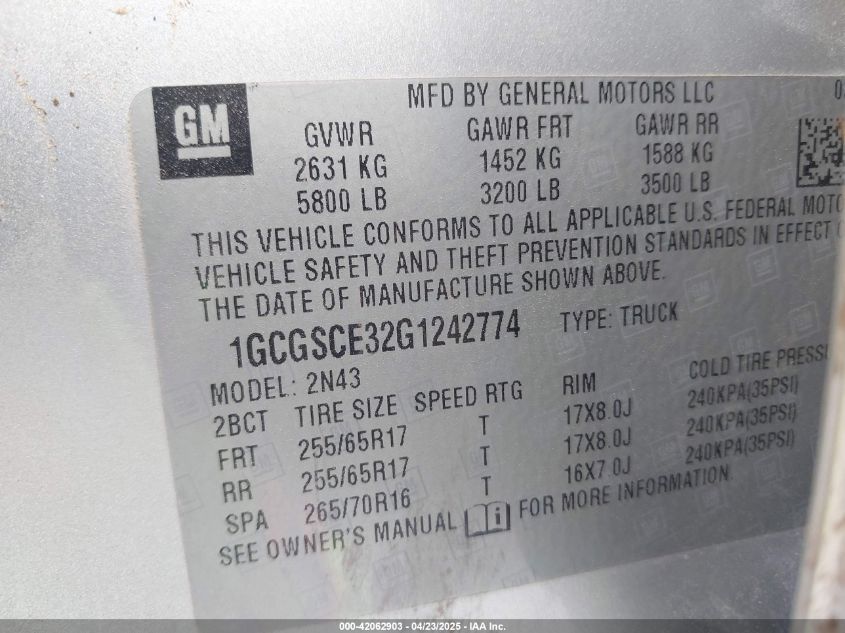 GM
MFD BY GENERAL MOTORS LLC 0
GVWR GAWR FRT GAWR RR
2631 KG 1452 KG 1588 KG
5800 LB 3200 LB 3500 LB
THIS VEHICLE CONFORMS TO ALL APPLICABLE U.S. FEDERAL MOTO
VEHICLE SAFETY AND THEFT PREVENTION STANDARDS IN EFFECT
THE DATE OF MANUFACTURE SHOWN ABOVE.
1GCGSCE32G1242774 TYPE: TRUCK
MODEL: 2N43
2BCT TIRE SIZE SPEED RTG RIM COLD TIRE PRESSU
FRT 255/65R17 T 17X8.0J 240KPA(35PSI)
RR 255/65R17 T 17X8.0J 240KPA(35PSI)
SPA 265/70R16 T 16X7.0J 240KPA(35PSI)
SEE OWNER'S MANUAL FOR MORE INFORMATION.
000-42062903 - 04/23/2025 - IAA Inc.